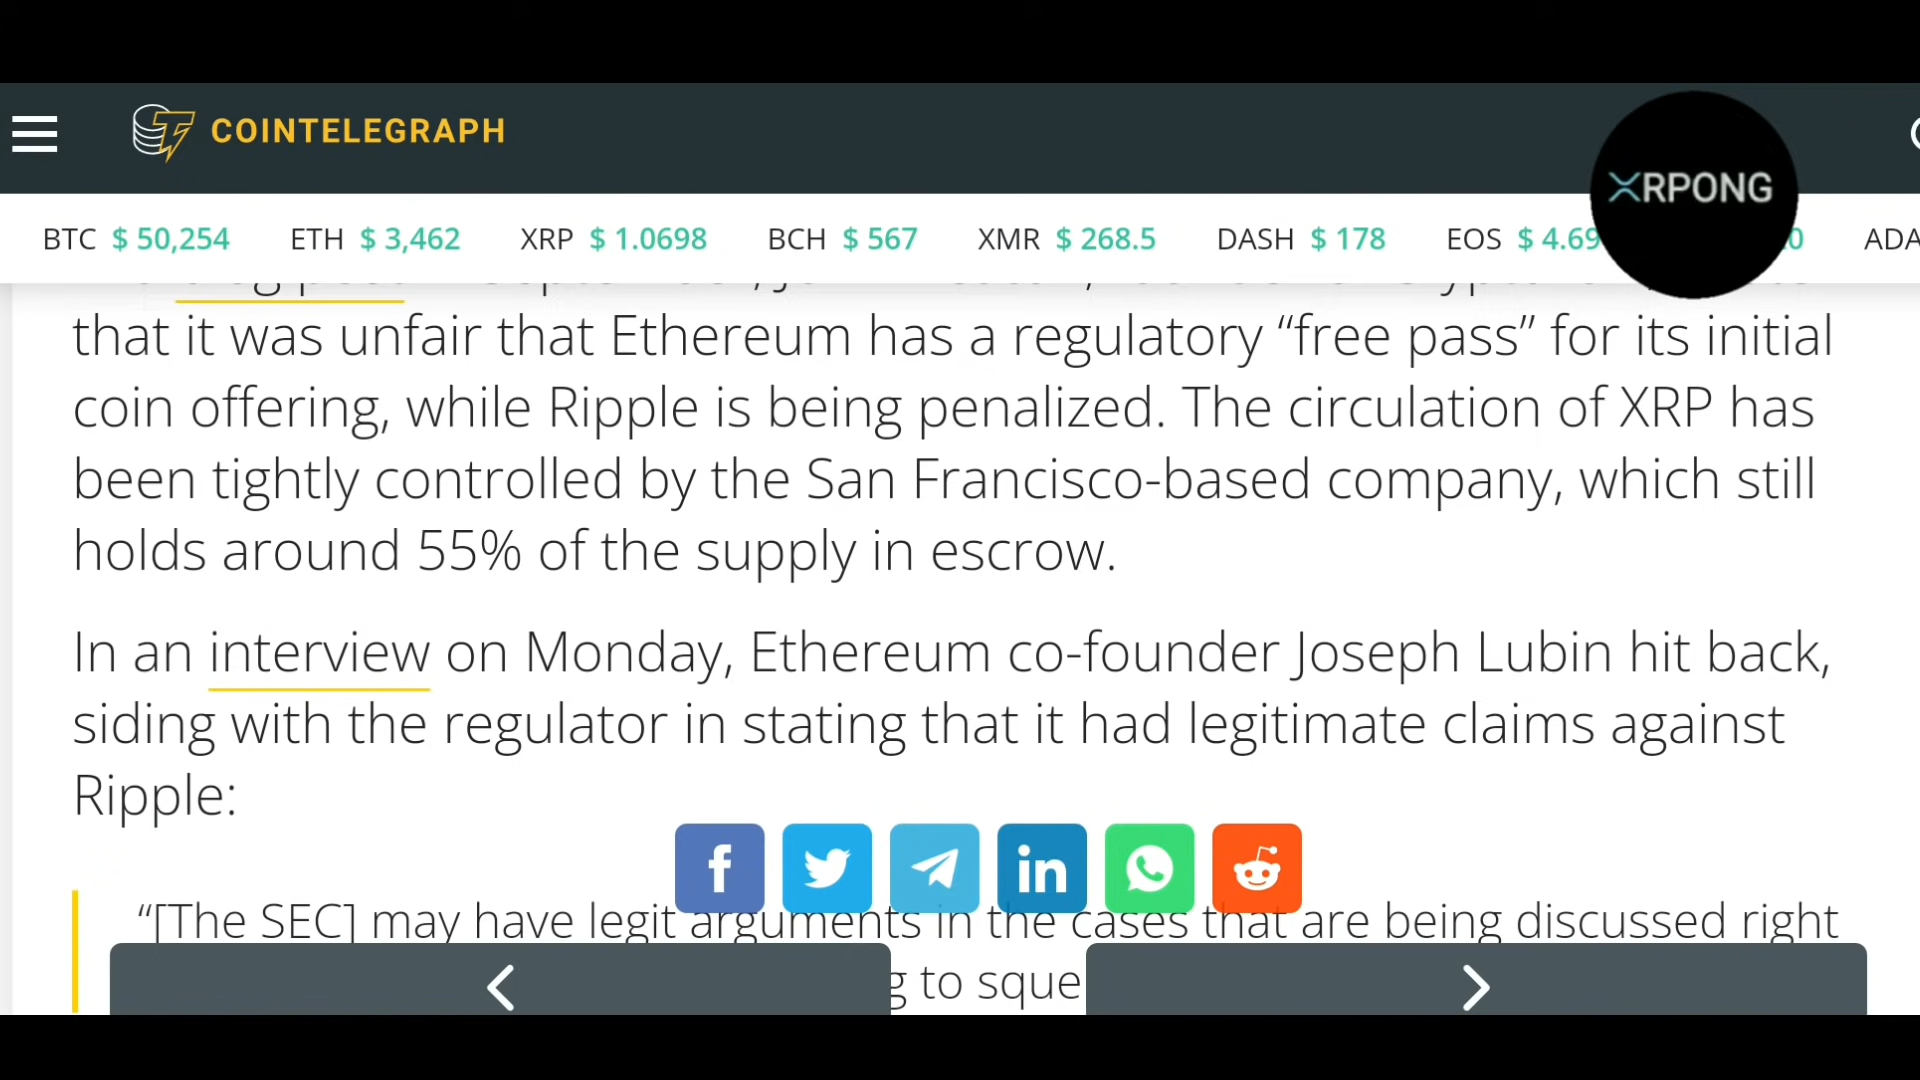 COINTELEGRAPH
XRPONG
BTC $ 50,254 ETH $ 3,462 XRP $ 1.0698 BCH $ 567 XMR $ 268.5 DASH $ 178 EOS $ 4.69 ADA
that it was unfair that Ethereum has a regulatory “free pass” for its initial
coin offering, while Ripple is being penalized. The circulation of XRP has
been tightly controlled by the San Francisco-based company, which still
holds around 55% of the supply in escrow.
In an interview on Monday, Ethereum co-founder Joseph Lubin hit back,
siding with the regulator in stating that it had legitimate claims against
Ripple:
“[The SEC] may have legit arguments in the cases that are being discussed right
to